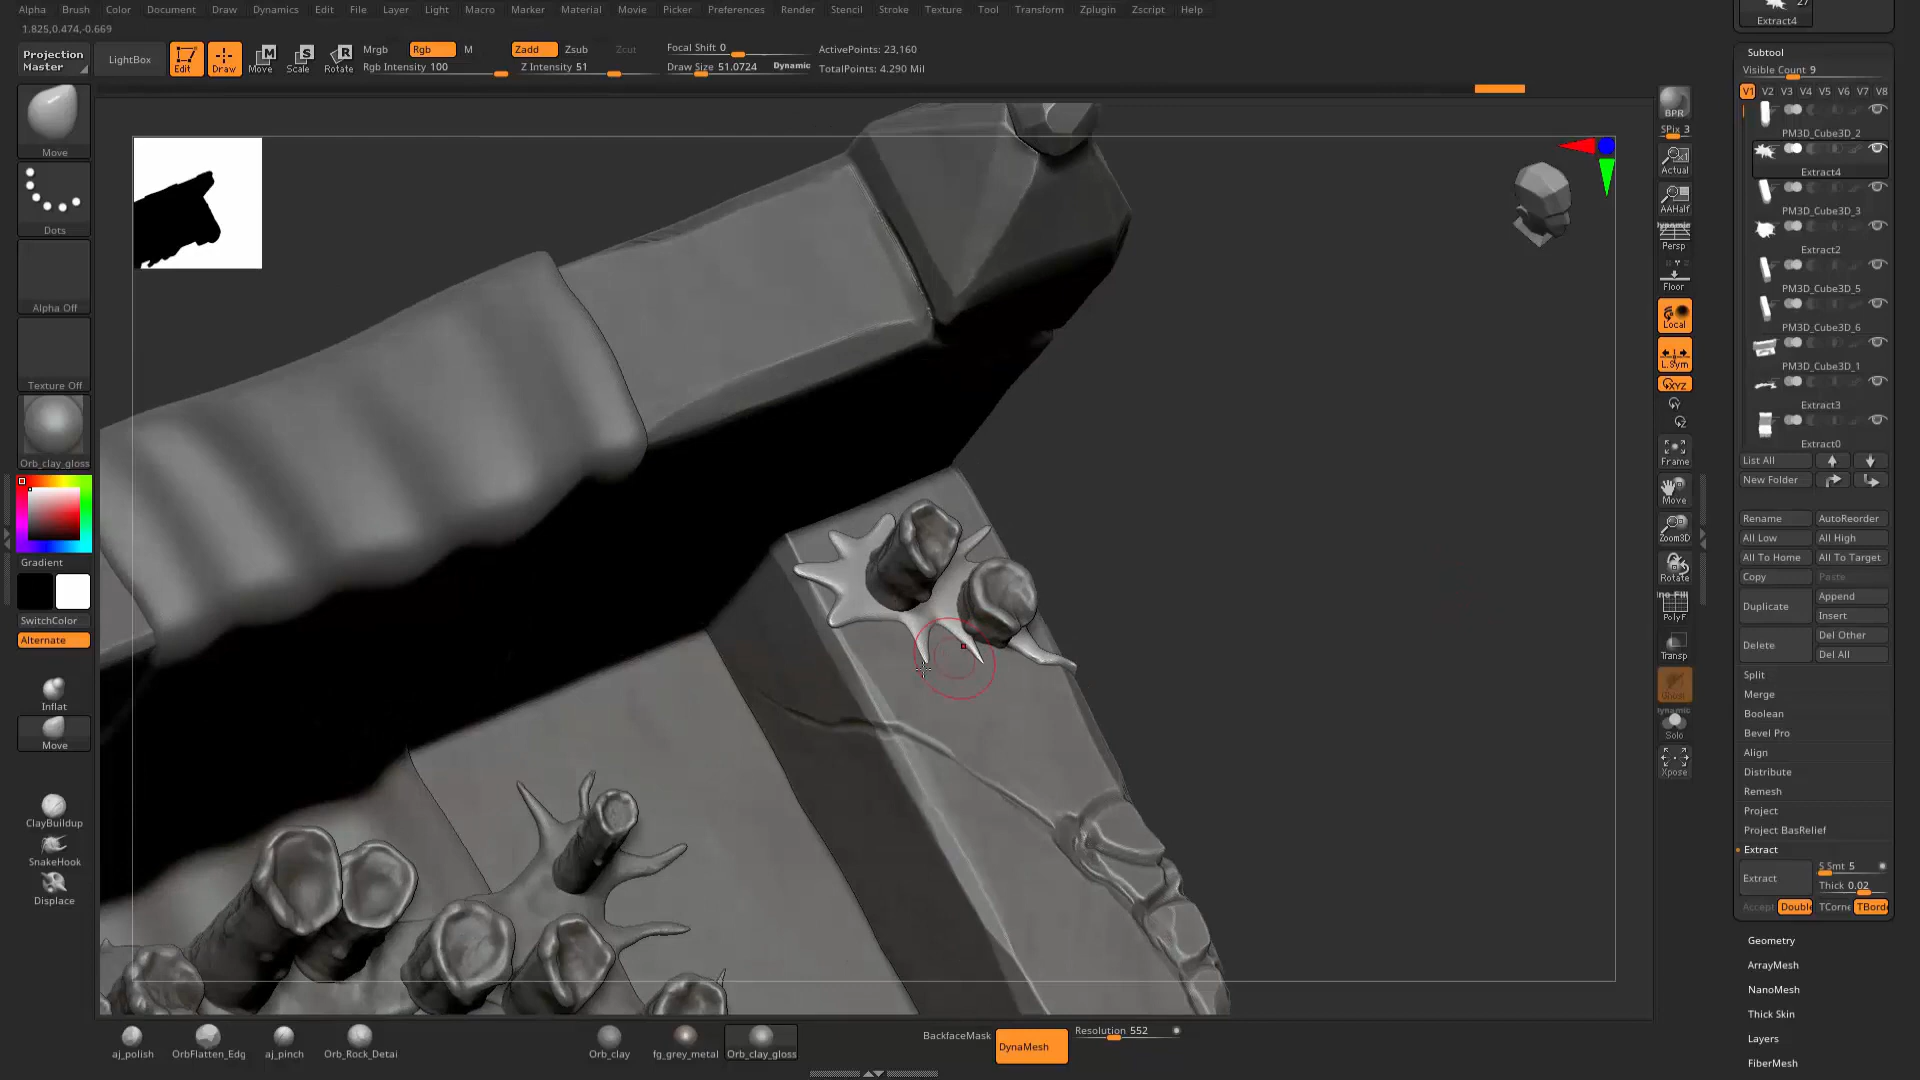 Alpha Brush Color Document Draw Dynamics Edit File Layer Light Macro Marker Material Movie Picker Preferences Render Stencil Stroke Texture Tool Transform Zplugin Zscript Help
1.825,0.474,-0.669
Projection Master
LightBox
Edit
Draw
Move
Scale
Rotate
Mrgb
Rgb
M
Rgb Intensity 100
Zadd
Zsub
Zcut
Z Intensity 51
Focal Shift 0
Draw Size 51.0724
Dynamic
ActivePoints: 23,160
TotalPoints: 4.290 Mil
Move
Dots
Alpha Off
Texture Off
Orb_clay_gloss
Gradient
SwitchColor
Alternate
Inflat
Move
ClayBuildup
SnakeHook
Displace
BPR
SPix 3
Actual
AAHalf
Dynamic
Persp
Floor
Local
L.Sym
XYZ
Frame
Move
Zoom3D
Rotate
PolyF
Transp
Dynamic
Solo
Xpose
27
Extract4
Subtool
Visible Count 9
V1 V2 V3 V4 V5 V6 V7 V8
PM3D_Cube3D_2
Extract4
PM3D_Cube3D_3
Extract2
PM3D_Cube3D_5
PM3D_Cube3D_6
PM3D_Cube3D_1
Extract3
Extract0
List All
New Folder
Rename
AutoReorder
All Low
All High
All To Home
All To Target
Copy
Paste
Duplicate
Append
Insert
Delete
Del Other
Del All
Split
Merge
Boolean
Bevel Pro
Align
Distribute
Remesh
Project
Project BasRelief
Extract
Extract
S Smt 5
Thick 0.02
Accept
Double
TCorne
TBorde
Geometry
ArrayMesh
NanoMesh
Thick Skin
Layers
FiberMesh
aj_polish
OrbFlatten_Edg
aj_pinch
Orb_Rock_Detai
Orb_clay
fg_grey_metal
Orb_clay_gloss
BackfaceMask
DynaMesh
Resolution 552